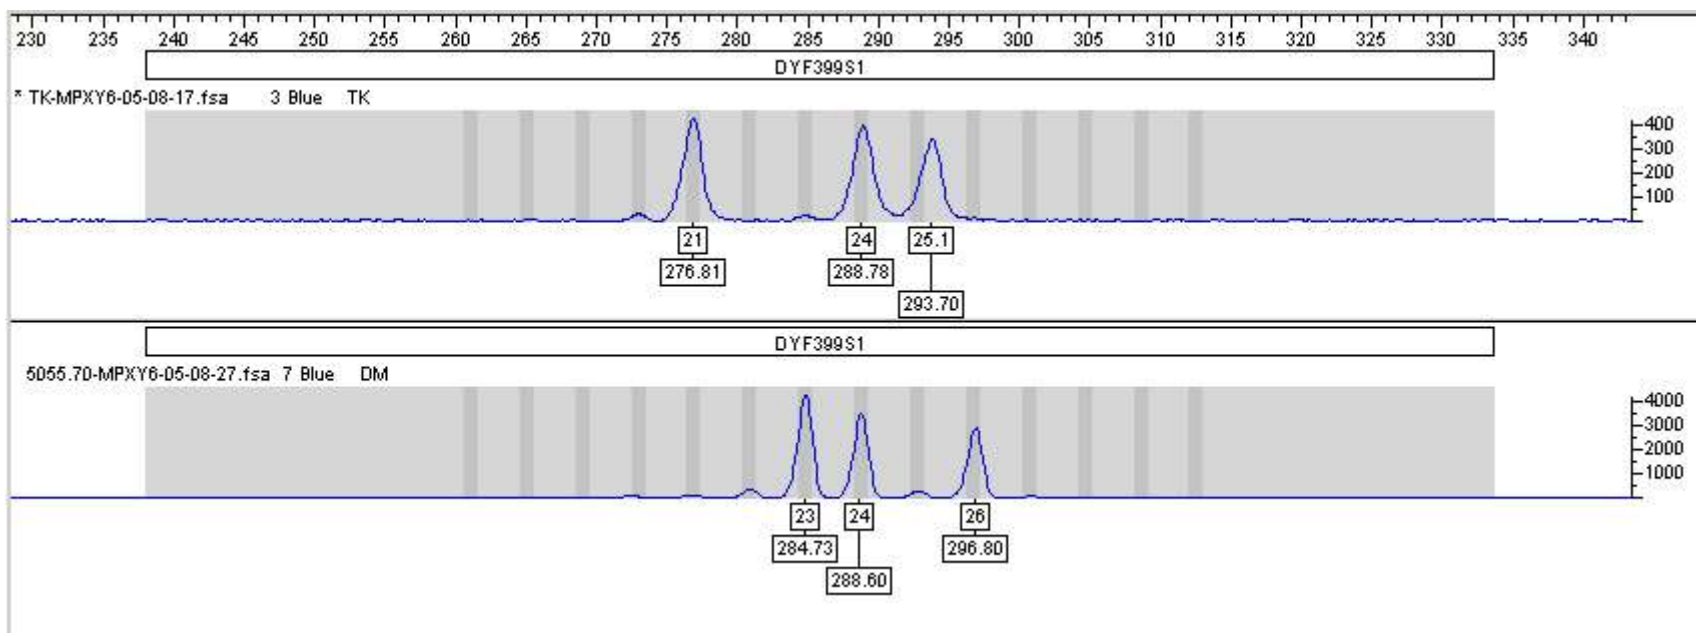 230 235 240 245 250 255 260 265 270 275 280 285 290 295 300 305 310 315 320 325 330 335 340
DYF399S1
* TK-MPXY6-05-08-17.fsa 3 Blue TK
400
300
200
100
21 24 25.1
276.81 288.78
293.70
DYF399S1
5055.70-MPXY6-05-08-27.fsa 7 Blue DM
4000
3000
2000
1000
23 24 26
284.73 296.80
288.60